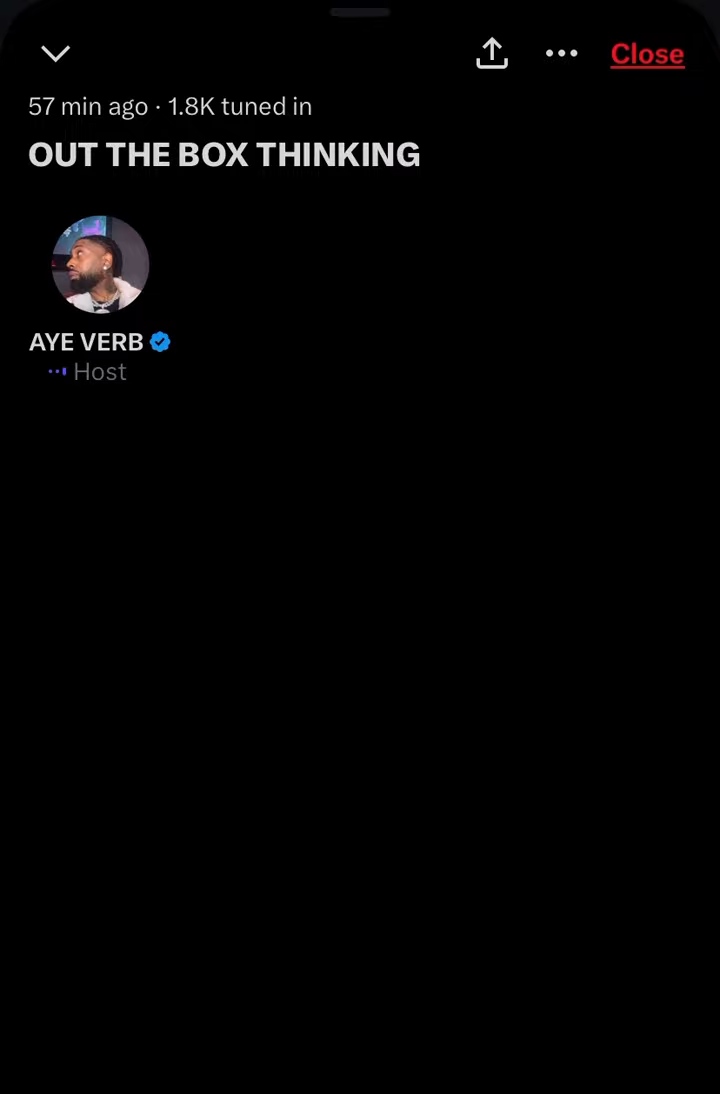 Close
57 min ago · 1.8K tuned in
OUT THE BOX THINKING
AYE VERB
Host